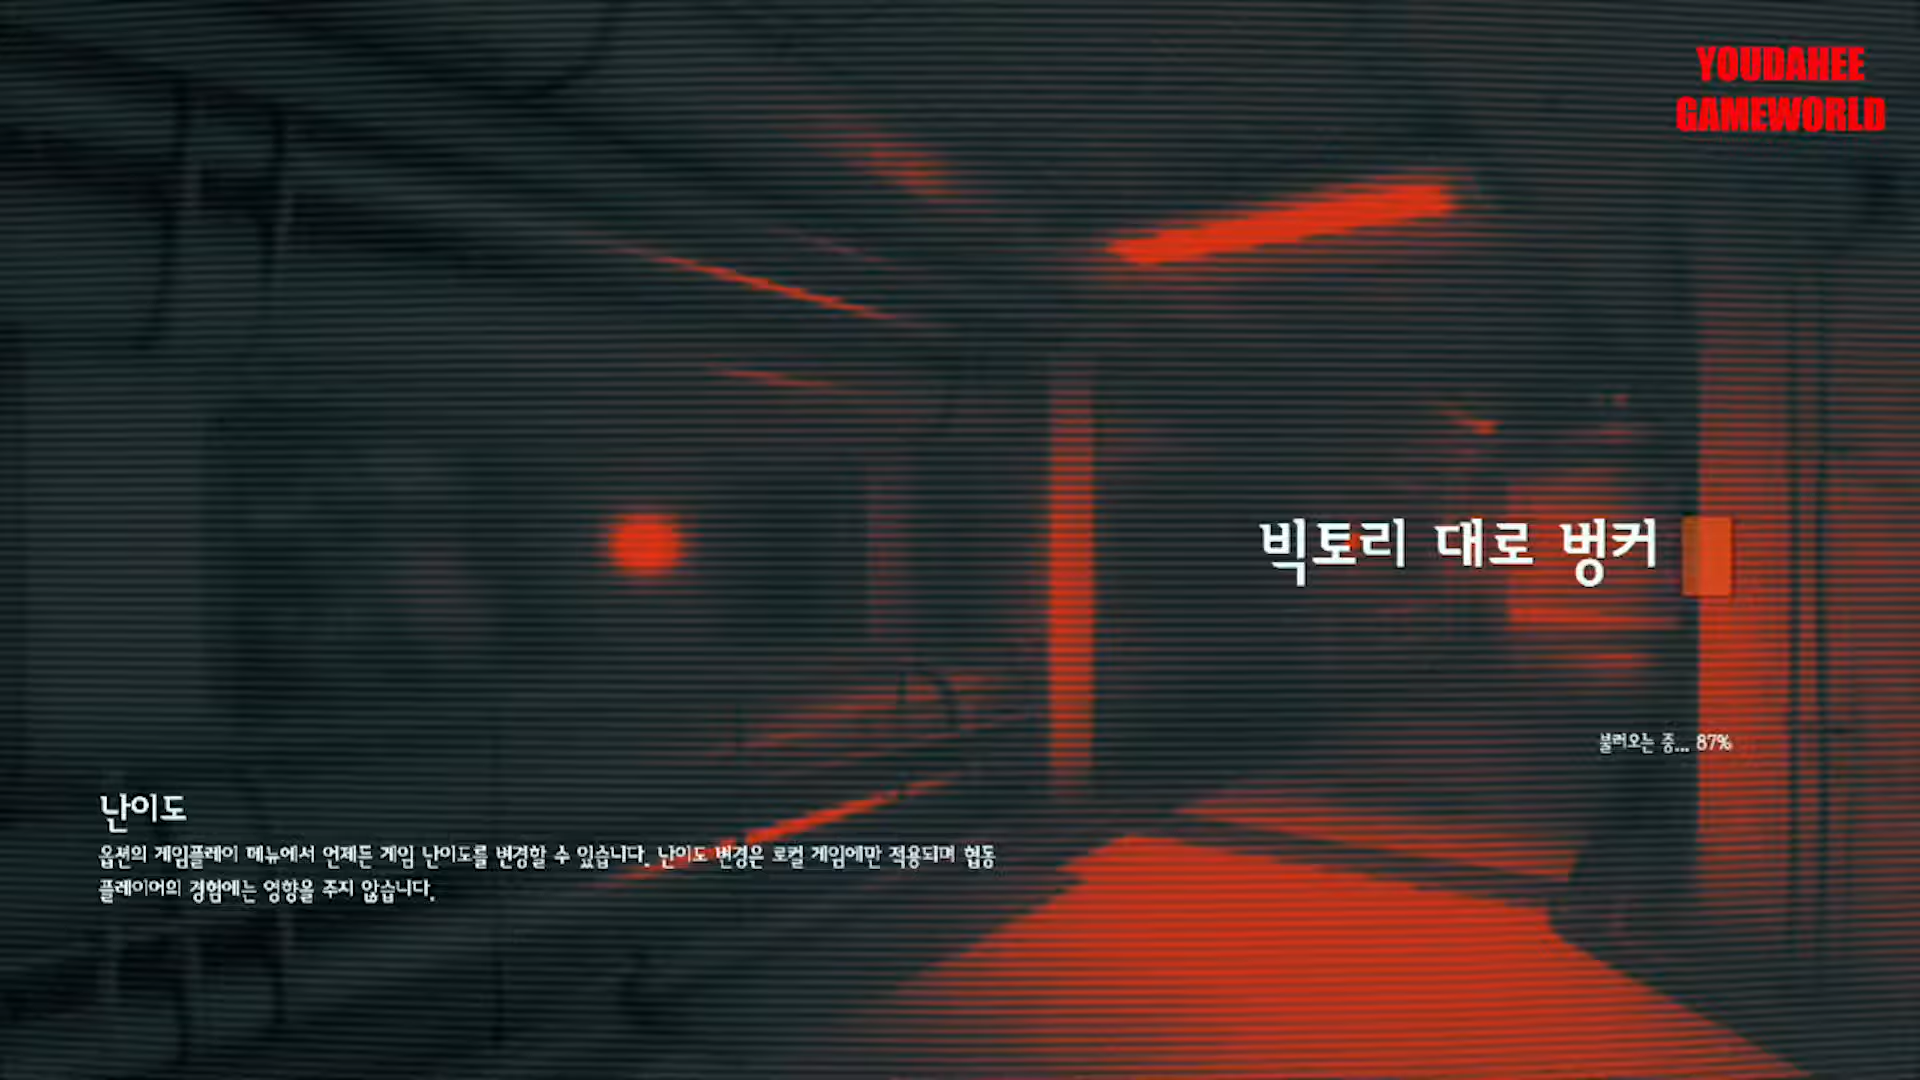 YOUDAHEE
GAMEWORLD
빅토리 대로 벙커
불러오는 중... 87%
난이도
옵션의 게임플레이 메뉴에서 언제든 게임 난이도를 변경할 수 있습니다. 난이도 변경은 로컬 게임에만 적용되며 협동
플레이어의 경험에는 영향을 주지 않습니다.